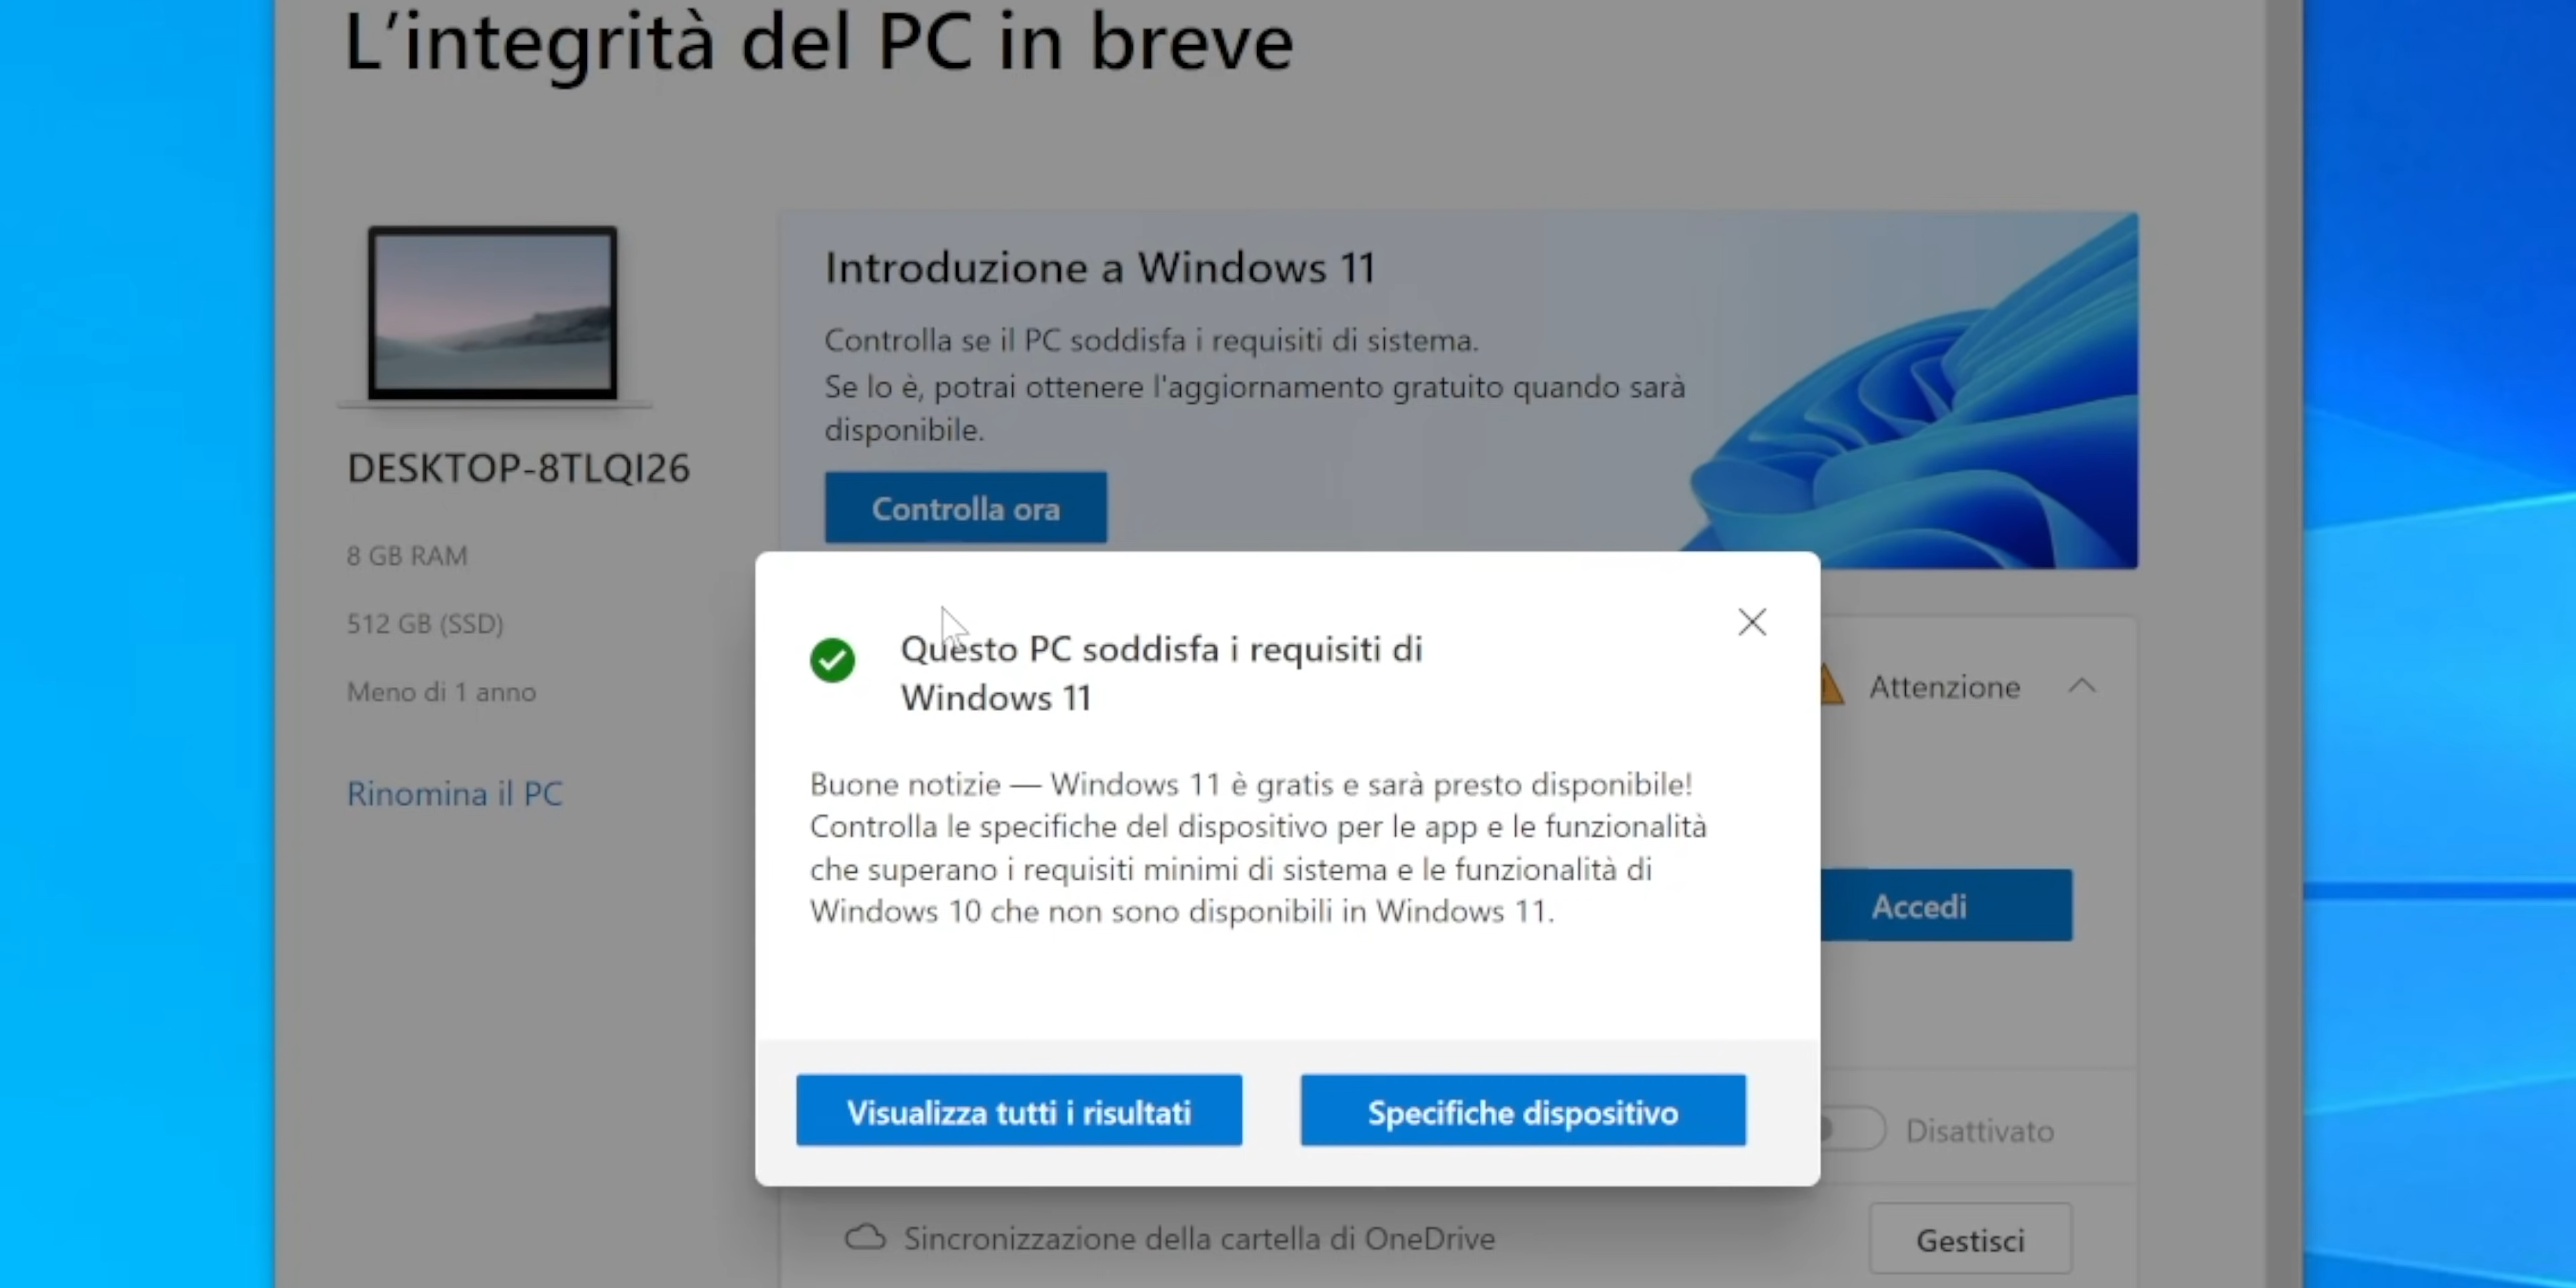 L'integrità del PC in breve
Introduzione a Windows 11
Controlla se il PC soddisfa i requisiti di sistema.
Se lo è, potrai ottenere l'aggiornamento gratuito quando sarà
disponibile.
Controlla ora
DESKTOP-8TLQI26
8 GB RAM
512 GB (SSD)
Meno di 1 anno
Rinomina il PC
Questo PC soddisfa i requisiti di
Windows 11
Buone notizie — Windows 11 è gratis e sarà presto disponibile!
Controlla le specifiche del dispositivo per le app e le funzionalità
che superano i requisiti minimi di sistema e le funzionalità di
Windows 10 che non sono disponibili in Windows 11.
Visualizza tutti i risultati
Specifiche dispositivo
Attenzione
Accedi
Disattivato
Sincronizzazione della cartella di OneDrive
Gestisci